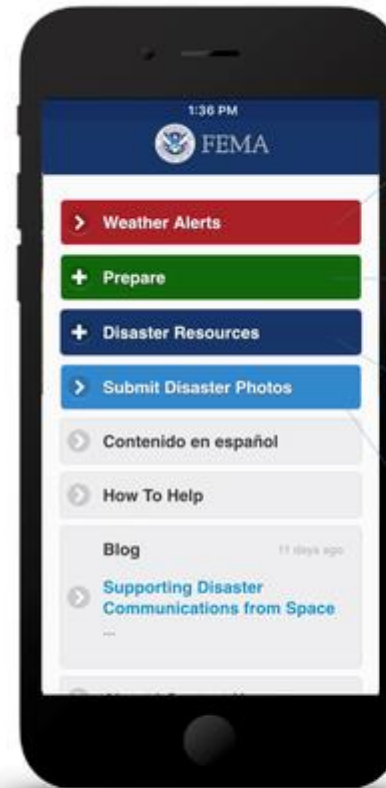 1:36 PM
FEMA
Weather Alerts
Prepare
Disaster Resources
Submit Disaster Photos
Contenido en español
How To Help
Blog
11 days ago
Supporting Disaster
Communications from Space
...